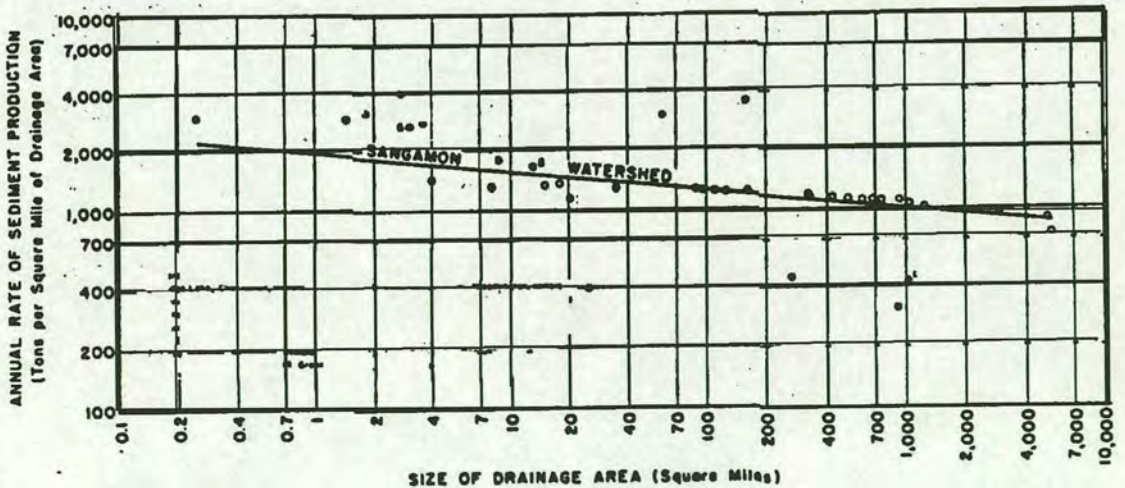 ANNUAL RATE OF SEDIMENT PRODUCTION
(Tons per Square Mile of Drainage Area)
10,000
7,000
4,000
2,000
1,000
700
400
200
100
SANGAMON WATERSHED
0.1 0.2 0.4 0.7 1 2 4 7 10 20 40 70 100 200 400 700 1,000 2,000 4,000 7,000 10,000
SIZE OF DRAINAGE AREA (Square Miles)